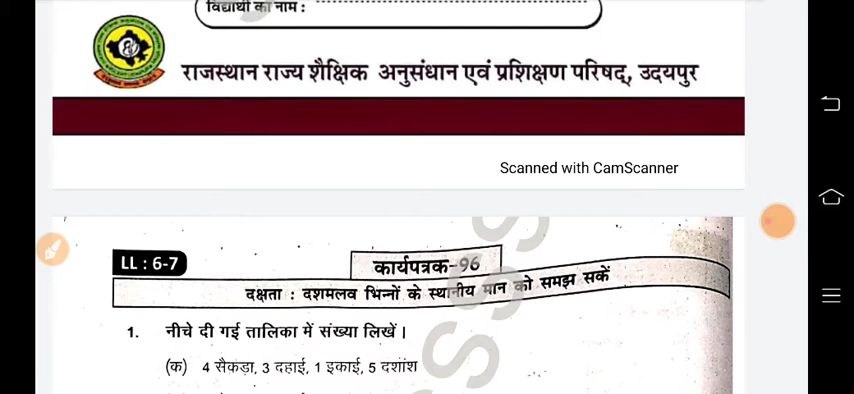 विद्यार्थी का नाम :
राजस्थान राज्य शैक्षिक अनुसंधान एवं प्रशिक्षण परिषद्, उदयपुर
Scanned with CamScanner
LL : 6-7
कार्यपत्रक-96
दक्षता : दशमलव भिन्नों के स्थानीय मान को समझ सकें
1. नीचे दी गई तालिका में संख्या लिखें।
(क) 4 सैकड़ा, 3 दहाई, 1 इकाई, 5 दशांश